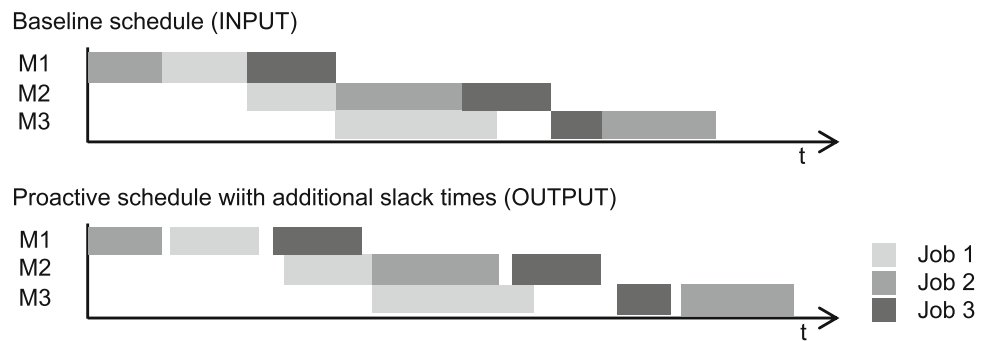 Baseline schedule (INPUT)
M1
M2
M3
t
Proactive schedule wiith additional slack times (OUTPUT)
M1
M2
M3
t
Job 1
Job 2
Job 3